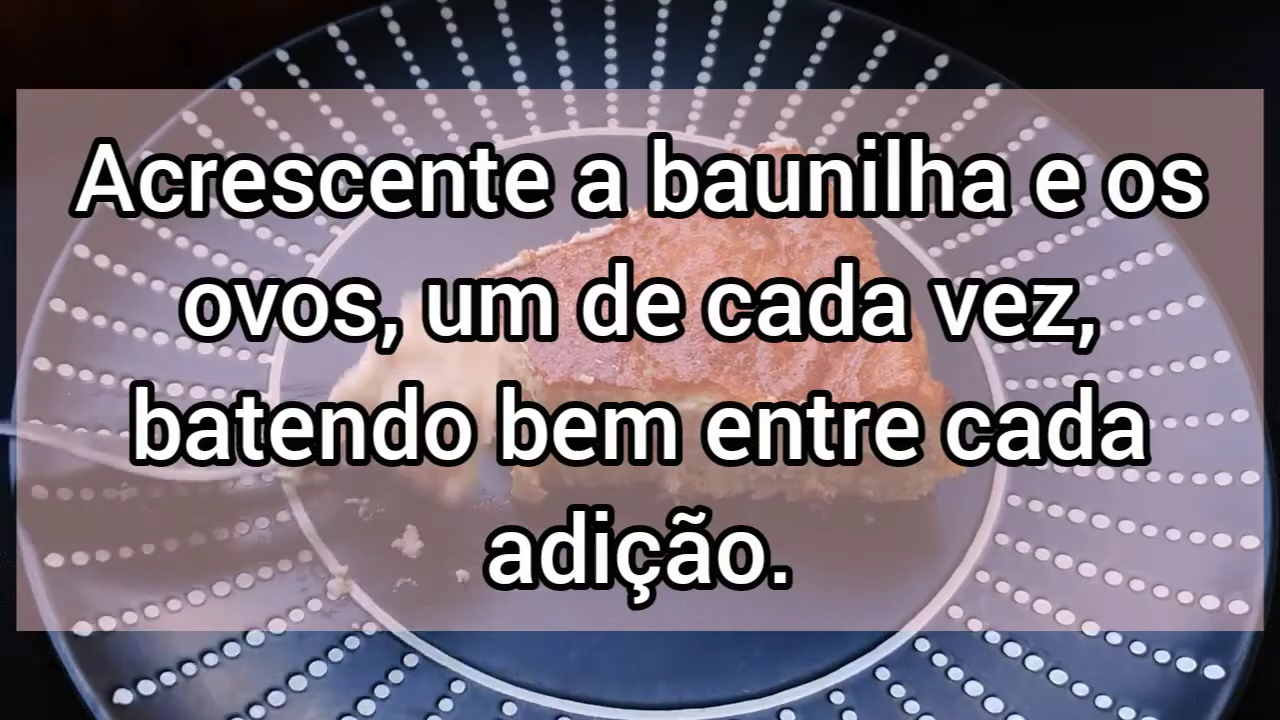 Acrescente a baunilha e os
ovos, um de cada vez,
batendo bem entre cada
adição.